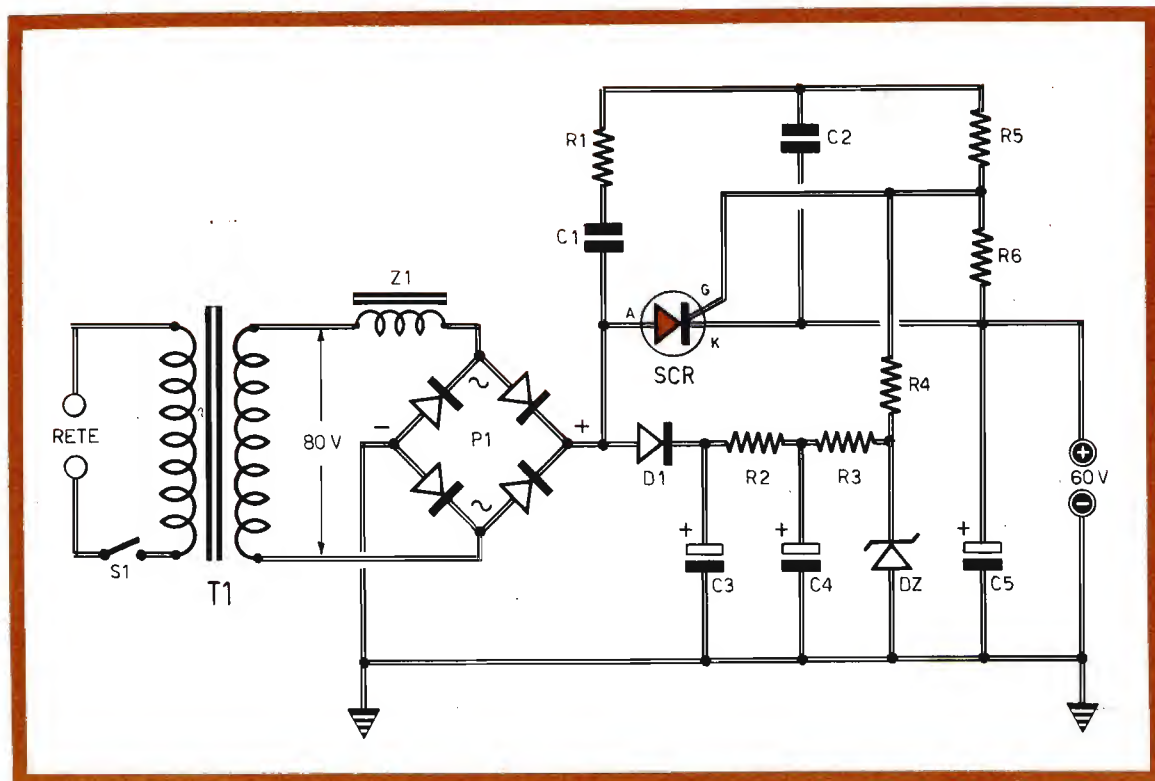 R1
C2
R5
C1
R6
Z1
A
G
K
SCR
R4
RETE
80 V
~
P1
~
-
+
D1
R2
R3
60 V
+
-
S1
T1
+
C3
+
C4
DZ
+
C5